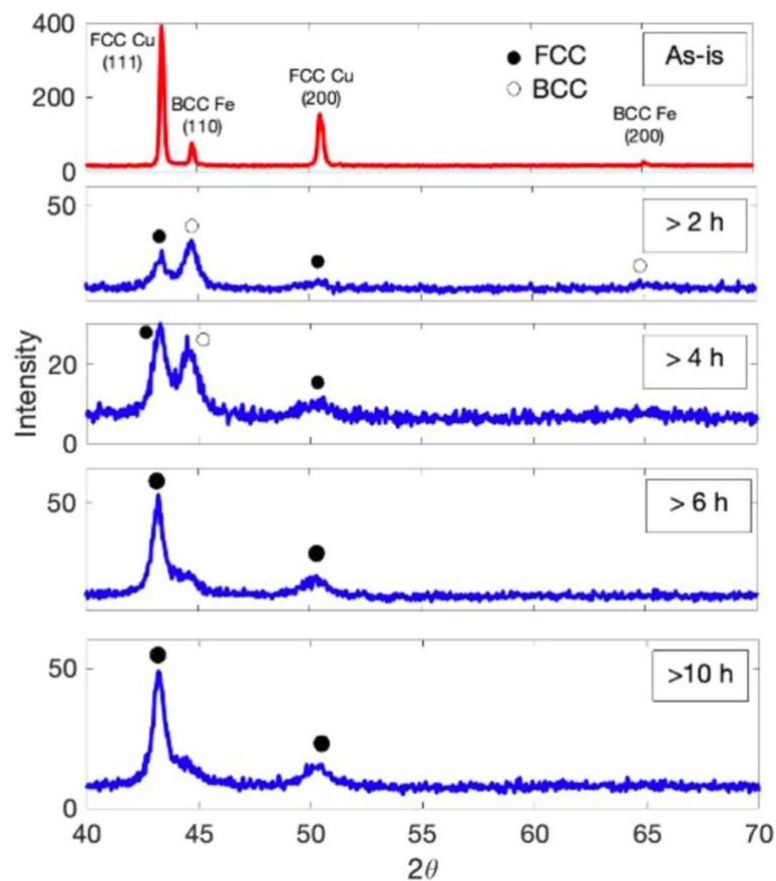 400
200
0
FCC Cu
(111)
BCC Fe
(110)
FCC Cu
(200)
BCC Fe
(200)
● FCC
○ BCC
As-is
50
> 2 h
20
0
> 4 h
50
> 6 h
50
0
>10 h
Intensity
40 45 50 55 60 65 70
2θ